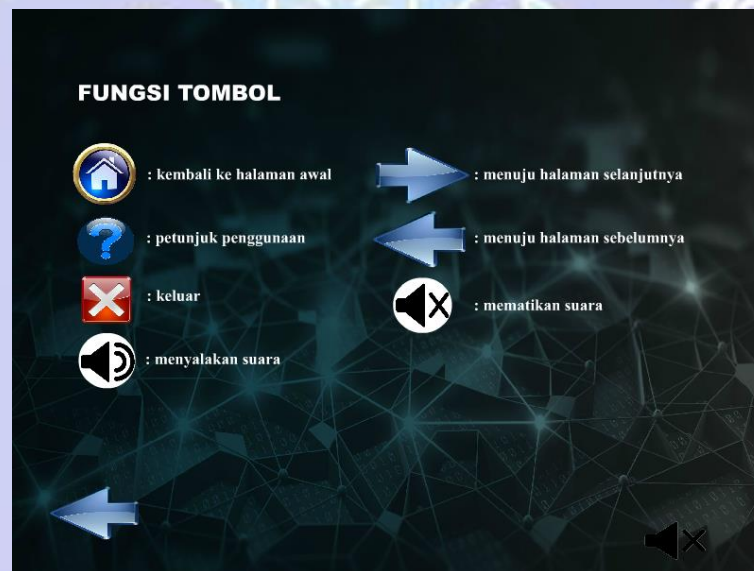 FUNGSI TOMBOL
: kembali ke halaman awal
: petunjuk penggunaan
: keluar
: menyalakan suara
: menuju halaman selanjutnya
: menuju halaman sebelumnya
: mematikan suara